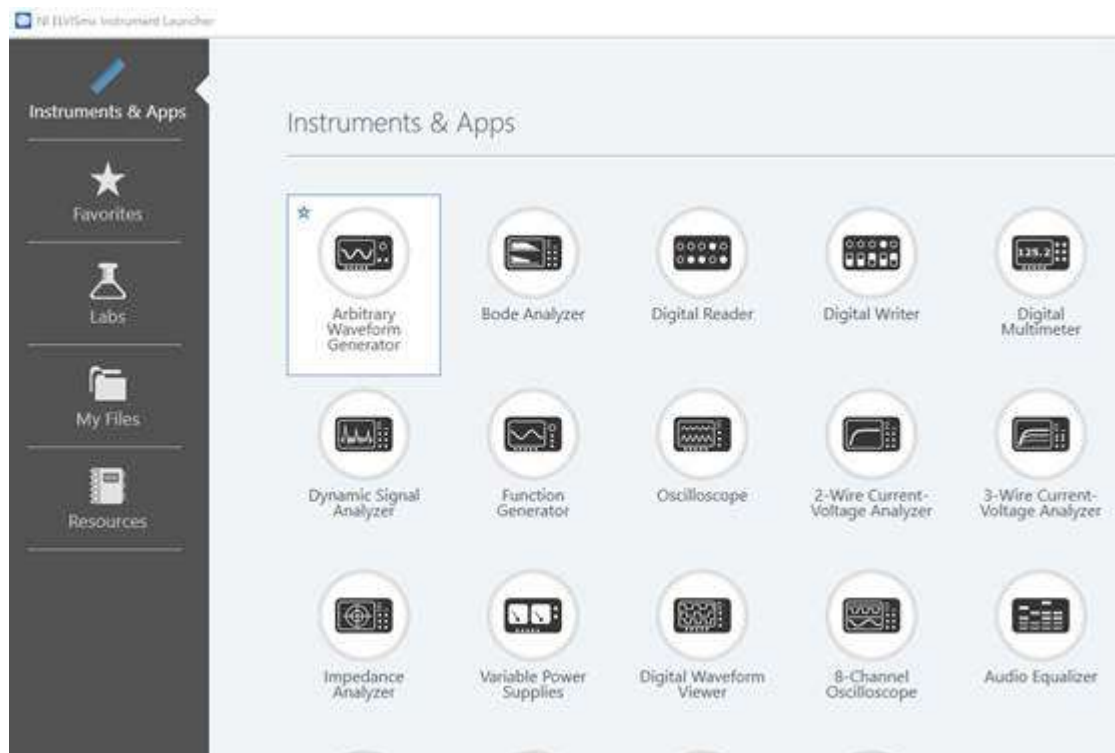 NI ELVISmx Instrument Launcher
Instruments & Apps
Favorites
Labs
My Files
Resources
Instruments & Apps
Arbitrary
Waveform
Generator
Bode Analyzer
Digital Reader
Digital Writer
125.2
Digital
Multimeter
Dynamic Signal
Analyzer
Function
Generator
Oscilloscope
2-Wire Current-
Voltage Analyzer
3-Wire Current-
Voltage Analyzer
Impedance
Analyzer
Variable Power
Supplies
Digital Waveform
Viewer
8-Channel
Oscilloscope
Audio Equalizer